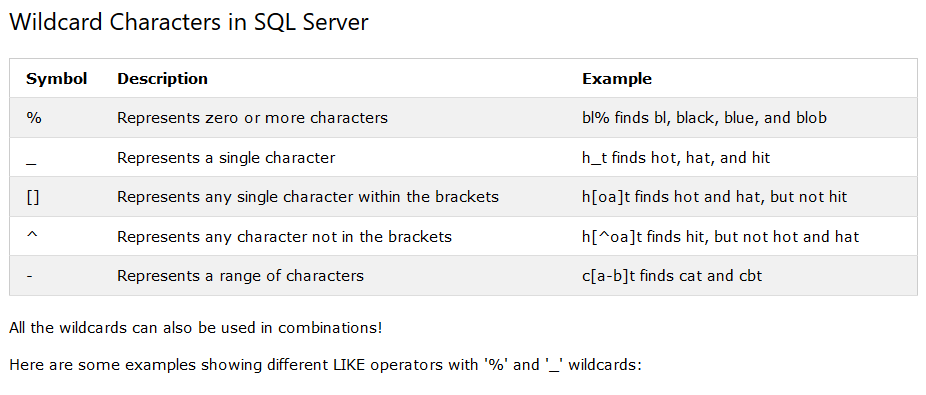 Wildcard Characters in SQL Server
Symbol Description Example
% Represents zero or more characters bl% finds bl, black, blue, and blob
_ Represents a single character h_t finds hot, hat, and hit
[] Represents any single character within the brackets h[oa]t finds hot and hat, but not hit
^ Represents any character not in the brackets h[^oa]t finds hit, but not hot and hat
- Represents a range of characters c[a-b]t finds cat and cbt
All the wildcards can also be used in combinations!
Here are some examples showing different LIKE operators with '%' and '_' wildcards: